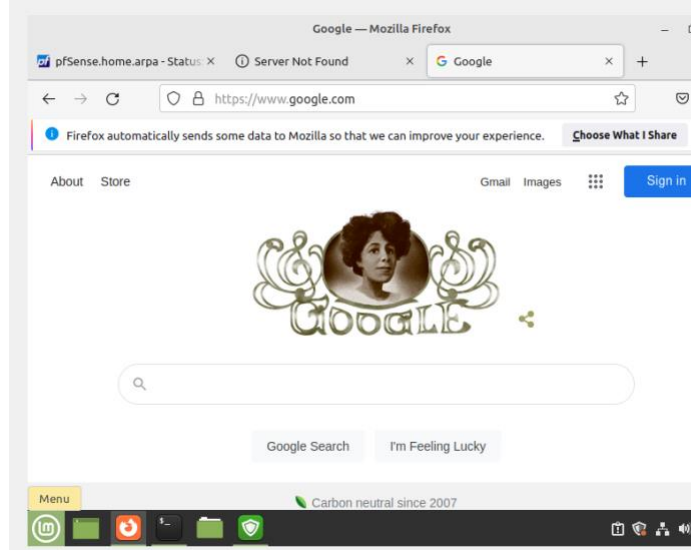 Google — Mozilla Firefox
pfSense.home.arpa - Status:
Server Not Found
Google
https://www.google.com
Firefox automatically sends some data to Mozilla so that we can improve your experience. Choose What I Share
About Store Gmail Images Sign in
GOOGLE
Google Search I'm Feeling Lucky
Menu
Carbon neutral since 2007